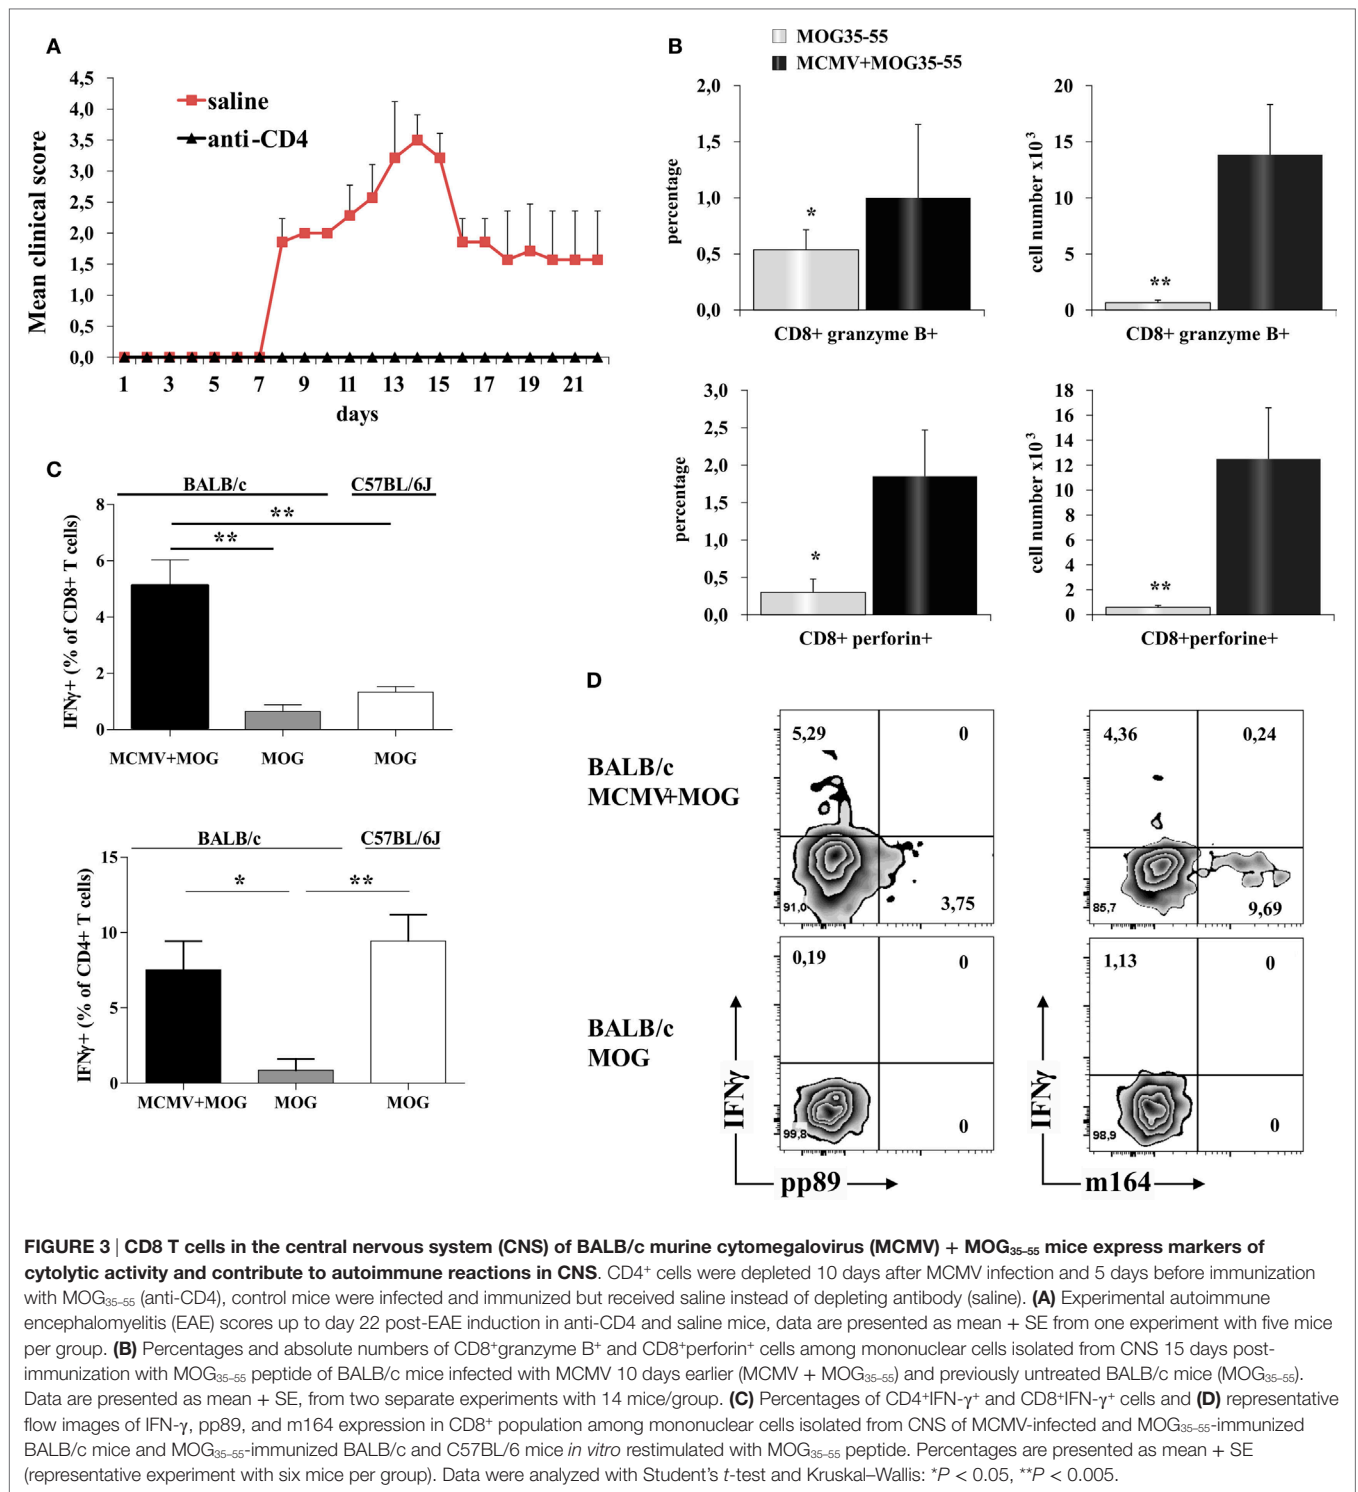 A
4,5
4,0
3,5
3,0
2,5
2,0
1,5
1,0
0,5
0,0
Mean clinical score
saline
anti-CD4
1 3 5 7 9 11 13 15 17 19 21
days
B
MOG35-55
MCMV+MOG35-55
2,0
1,5
1,0
0,5
0,0
percentage
*
CD8+ granzyme B+
20
15
10
5
0
cell number x10³
**
CD8+ granzyme B+
3,0
2,5
2,0
1,5
1,0
0,5
0,0
percentage
*
CD8+ perforin+
18
16
14
12
10
8
6
4
2
0
cell number x10³
**
CD8+perforine+
C
BALB/c C57BL/6J
8
6
4
2
0
IFNγ+ (% of CD8+ T cells)
**
**
MCMV+MOG MOG MOG
BALB/c C57BL/6J
15
10
5
0
IFNγ+ (% of CD4+ T cells)
* **
MCMV+MOG MOG MOG
D
BALB/c
MCMV+MOG
5,29 0
91,0 3,75
4,36 0,24
85,7 9,69
BALB/c
MOG
0,19 0
99,8 0
1,13 0
98,9 0
IFNγ
pp89
IFNγ
m164
FIGURE 3 | CD8 T cells in the central nervous system (CNS) of BALB/c murine cytomegalovirus (MCMV) + MOG₃₅₋₅₅ mice express markers of
cytolytic activity and contribute to autoimmune reactions in CNS. CD4⁺ cells were depleted 10 days after MCMV infection and 5 days before immunization
with MOG₃₅₋₅₅ (anti-CD4), control mice were infected and immunized but received saline instead of depleting antibody (saline). (A) Experimental autoimmune
encephalomyelitis (EAE) scores up to day 22 post-EAE induction in anti-CD4 and saline mice, data are presented as mean + SE from one experiment with five mice
per group. (B) Percentages and absolute numbers of CD8⁺granzyme B⁺ and CD8⁺perforin⁺ cells among mononuclear cells isolated from CNS 15 days post-
immunization with MOG₃₅₋₅₅ peptide of BALB/c mice infected with MCMV 10 days earlier (MCMV + MOG₃₅₋₅₅) and previously untreated BALB/c mice (MOG₃₅₋₅₅).
Data are presented as mean + SE, from two separate experiments with 14 mice/group. (C) Percentages of CD4⁺IFN-γ⁺ and CD8⁺IFN-γ⁺ cells and (D) representative
flow images of IFN-γ, pp89, and m164 expression in CD8⁺ population among mononuclear cells isolated from CNS of MCMV-infected and MOG₃₅₋₅₅-immunized
BALB/c mice and MOG₃₅₋₅₅-immunized BALB/c and C57BL/6 mice in vitro restimulated with MOG₃₅₋₅₅ peptide. Percentages are presented as mean + SE
(representative experiment with six mice per group). Data were analyzed with Student's t-test and Kruskal–Wallis: *P < 0.05, **P < 0.005.